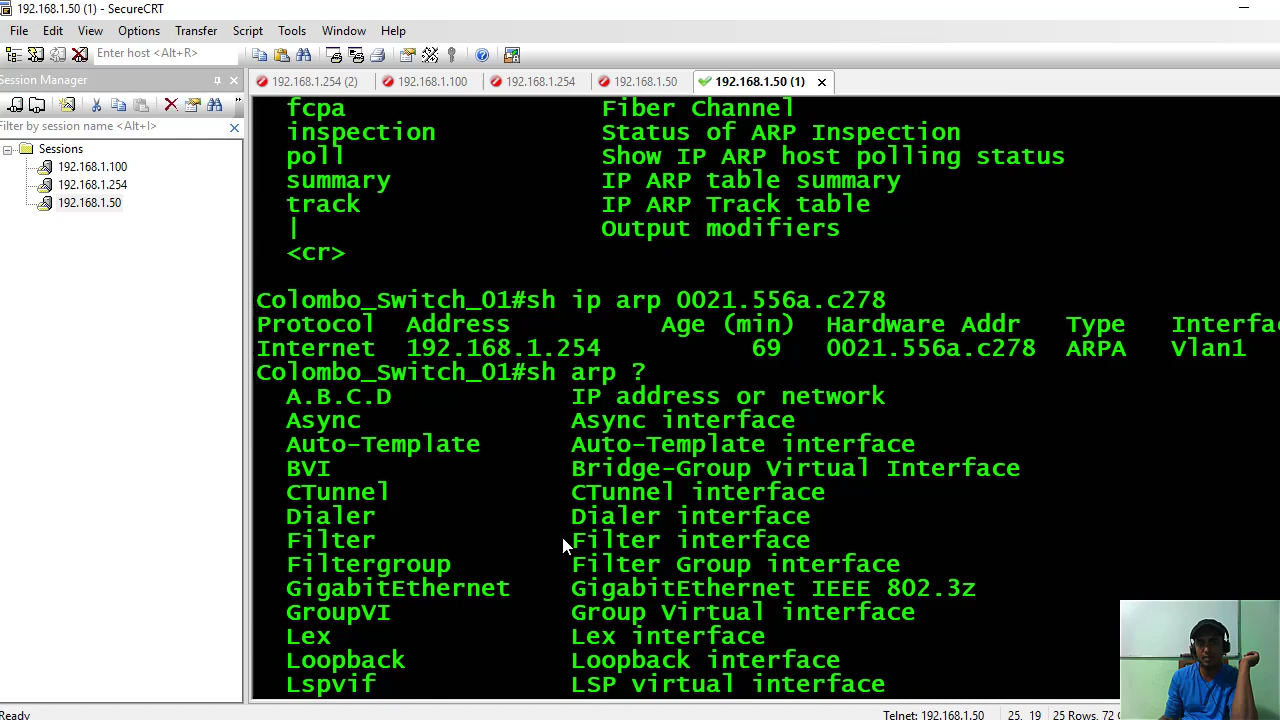 192.168.1.50 (1) - SecureCRT
File Edit View Options Transfer Script Window Tools Help
Enter host <Alt+R>
Session Manager
192.168.1.254 (2) 192.168.1.100 192.168.1.254 192.168.1.50 192.168.1.50 (1)
Filter by session name <Alt+I>
Sessions
192.168.1.100
192.168.1.254
192.168.1.50
fcpa Fiber Channel
inspection Status of ARP Inspection
poll Show IP ARP host polling status
summary IP ARP table summary
track IP ARP Track table
| Output modifiers
<cr>
Colombo_Switch_01#sh ip arp 0021.556a.c278
Protocol Address Age (min) Hardware Addr Type Interfac
Internet 192.168.1.254 69 0021.556a.c278 ARPA Vlan1
Colombo_Switch_01#sh arp ?
A.B.C.D IP address or network
Async Async interface
Auto-Template Auto-Template interface
BVI Bridge-Group Virtual Interface
CTunnel CTunnel interface
Dialer Dialer interface
Filter Filter interface
Filtergroup Filter Group interface
GigabitEthernet GigabitEthernet IEEE 802.3z
GroupVI Group Virtual interface
Lex Lex interface
Loopback Loopback interface
Lspvif LSP virtual interface
Ready Telnet: 192.168.1.50 25, 19 25 Rows, 72 C